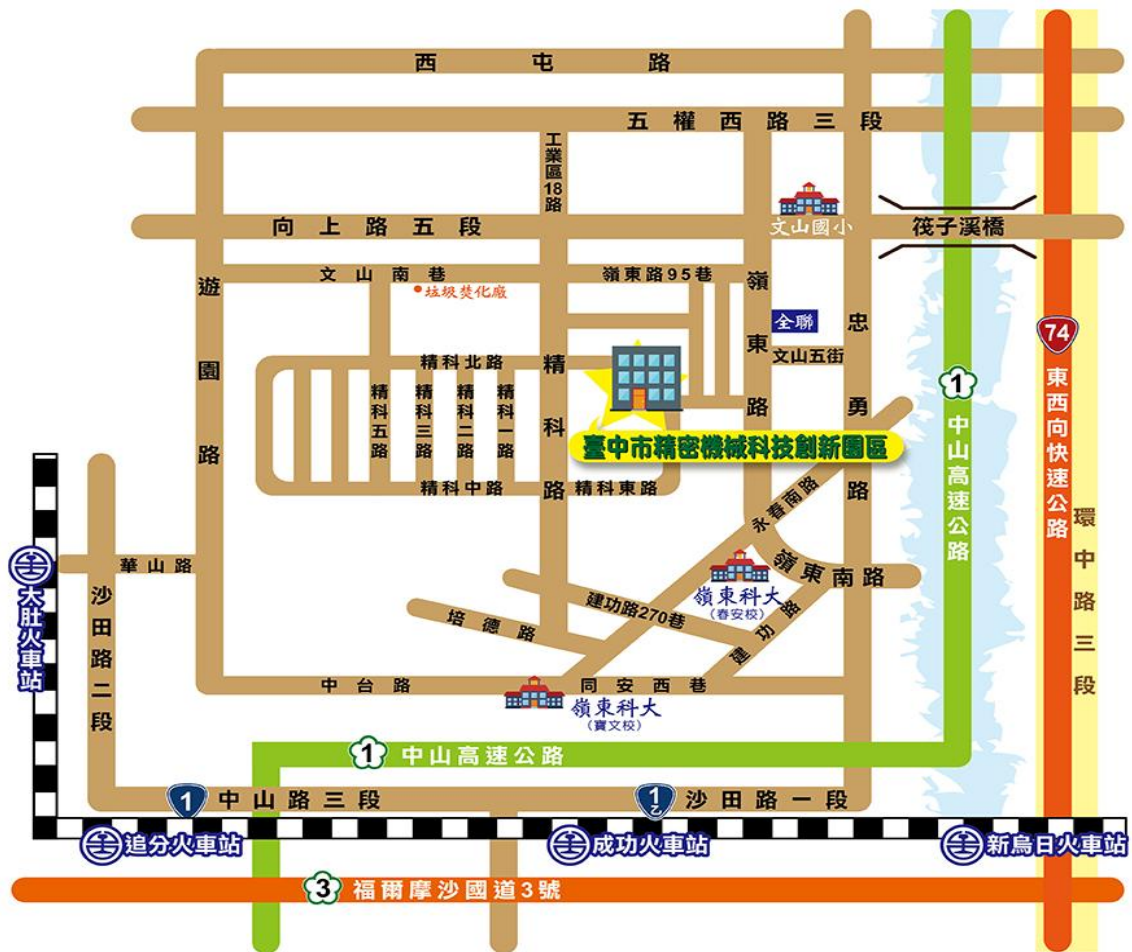 西屯路
五權西路三段
工業區18路
向上路五段
文山國小
筏子溪橋
文山南巷
嶺東路95巷
垃圾焚化廠
遊園路
嶺東路
全聯
忠勇路
74
東西向快速公路
1
中山高速公路
文山五街
精科北路
精科路
精科五路
精科三路
精科二路
精科一路
臺中市精密機械科技創新園區
精科中路
精科東路
永春南路
環中路三段
華山路
大肚火車站
沙田路二段
嶺東科大
(春安校)
嶺東南路
建功路270巷
培德路
建功路
中台路
同安西巷
嶺東科大
(寶文校)
1
中山高速公路
1
中山路三段
1乙
沙田路一段
追分火車站
成功火車站
新烏日火車站
3
福爾摩沙國道3號